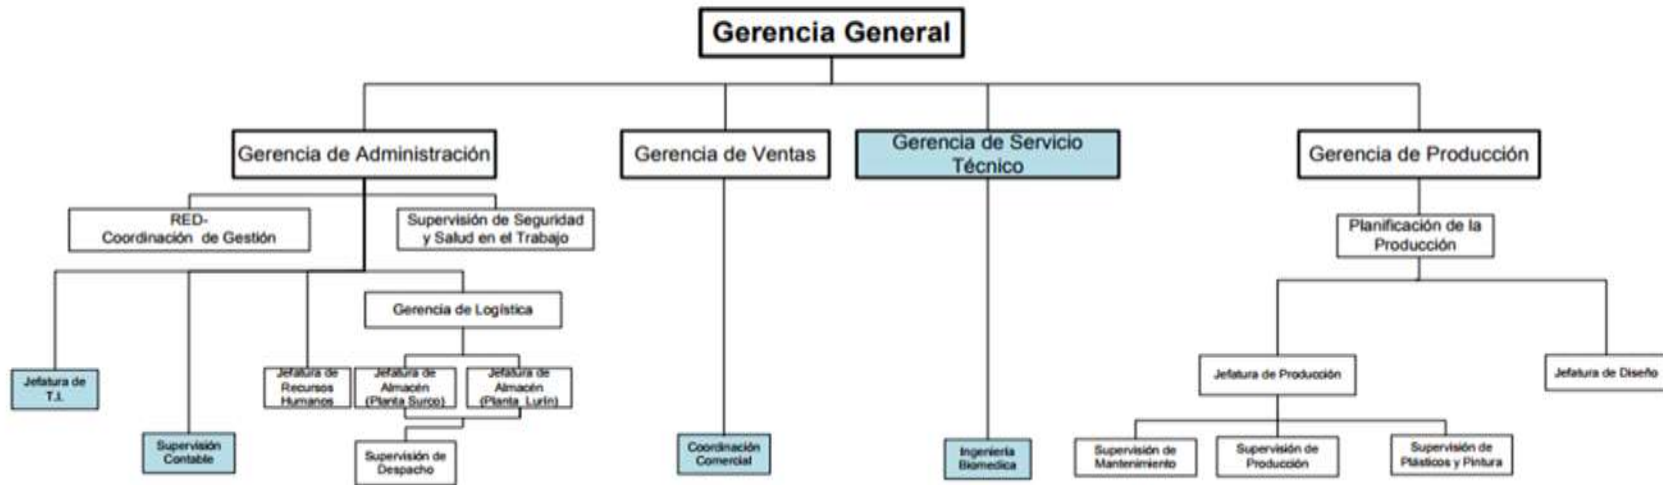 Gerencia General
Gerencia de Administración
Gerencia de Ventas
Gerencia de Servicio
Técnico
Gerencia de Producción
RED-
Coordinación de Gestión
Supervisión de Seguridad
y Salud en el Trabajo
Planificación de la
Producción
Gerencia de Logística
Jefatura de
T.I.
Jefatura de
Recursos
Humanos
Jefatura de
Almacén
(Planta Surco)
Jefatura de
Almacén
(Planta Lurín)
Jefatura de Producción
Jefatura de Diseño
Supervisión
Contable
Supervisión de
Despacho
Coordinación
Comercial
Ingeniería
Biomedica
Supervisión de
Mantenimiento
Supervisión de
Producción
Supervisión de
Plásticos y Pintura